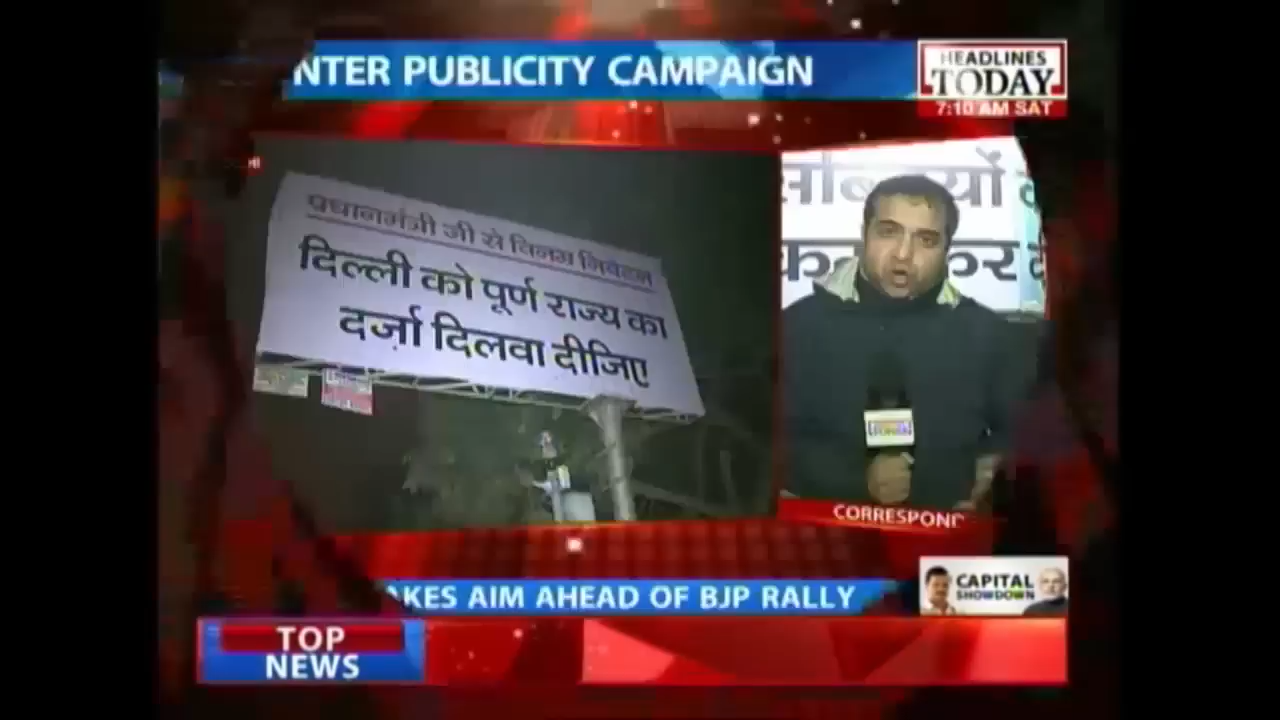 NTER PUBLICITY CAMPAIGN
HEADLINES
TODAY
7:10 AM SAT
प्रधानमंत्री जी से विनम्र निवेदन
दिल्ली को पूर्ण राज्य का
दर्जा दिलवा दीजिए
CORRESPOND
AKES AIM AHEAD OF BJP RALLY
CAPITAL
SHOWDOWN
TOP
NEWS